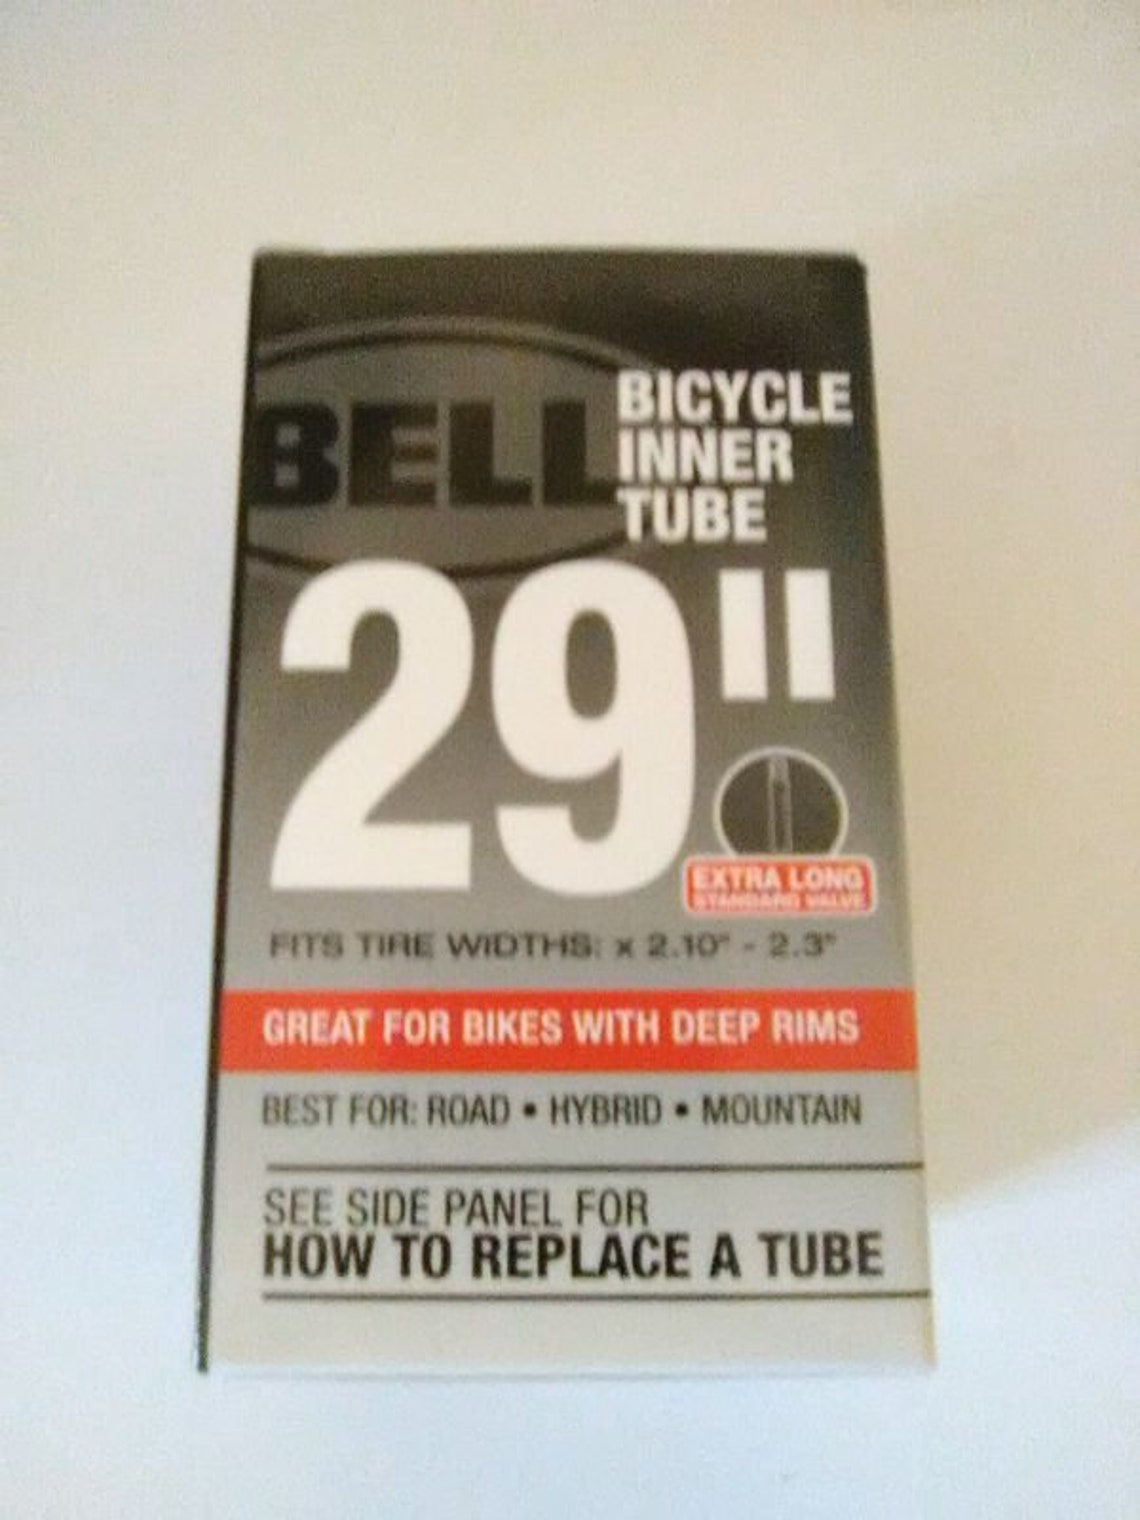 BELL
BICYCLE
INNER
TUBE
29"
EXTRA LONG
STANDARD VALVE
FITS TIRE WIDTHS: x 2.10" - 2.3"
GREAT FOR BIKES WITH DEEP RIMS
BEST FOR: ROAD • HYBRID • MOUNTAIN
SEE SIDE PANEL FOR
HOW TO REPLACE A TUBE